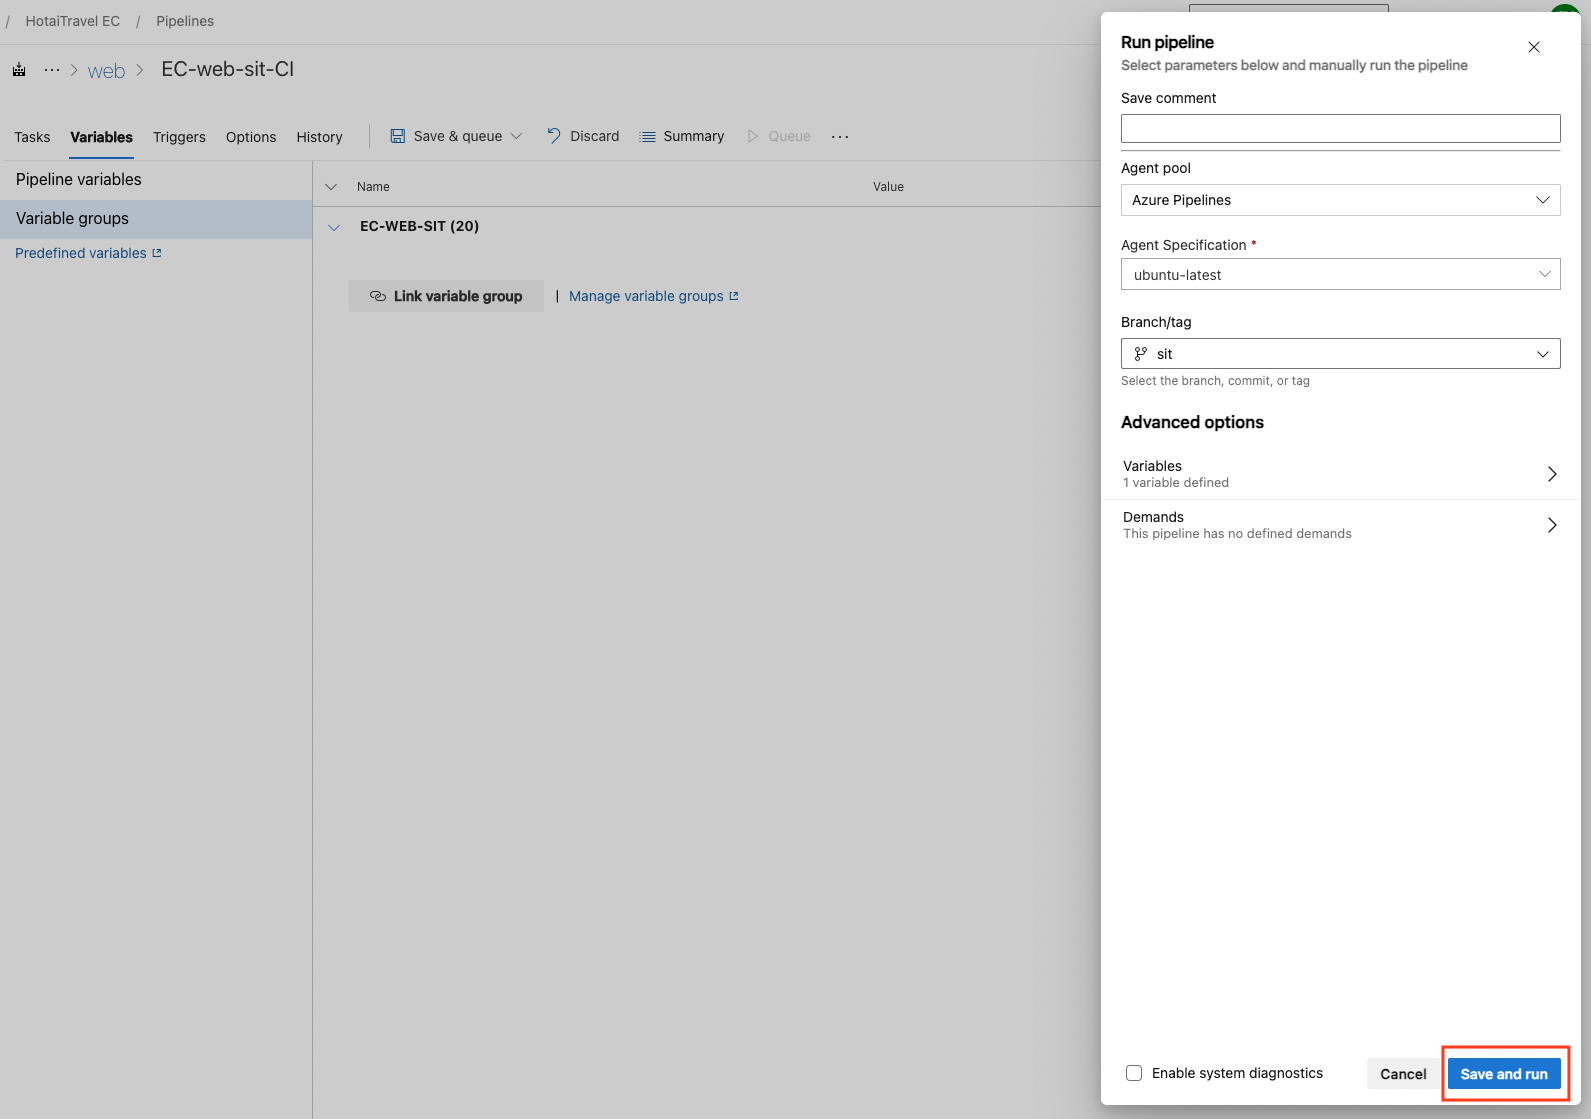 / HotaiTravel EC / Pipelines
··· > web > EC-web-sit-CI
Tasks Variables Triggers Options History Save & queue Discard Summary Queue ···
Pipeline variables
Variable groups
Predefined variables
Name Value
EC-WEB-SIT (20)
Link variable group | Manage variable groups
Run pipeline
Select parameters below and manually run the pipeline
Save comment
Agent pool
Azure Pipelines
Agent Specification *
ubuntu-latest
Branch/tag
sit
Select the branch, commit, or tag
Advanced options
Variables
1 variable defined
Demands
This pipeline has no defined demands
Enable system diagnostics Cancel Save and run